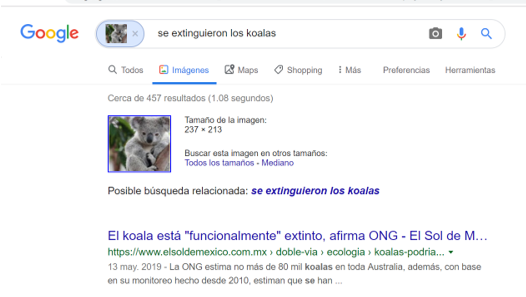 Google se extinguieron los koalas
Todos Imágenes Maps Shopping Más Preferencias Herramientas
Cerca de 457 resultados (1.08 segundos)
Tamaño de la imagen:
237 × 213
Buscar esta imagen en otros tamaños:
Todos los tamaños - Mediano
Posible búsqueda relacionada: se extinguieron los koalas
El koala está "funcionalmente" extinto, afirma ONG - El Sol de M...
https://www.elsoldemexico.com.mx › doble-via › ecologia › koalas-podria...
13 may. 2019 - La ONG estima no más de 80 mil koalas en toda Australia, además, con base
en su monitoreo hecho desde 2010, estiman que se han ...